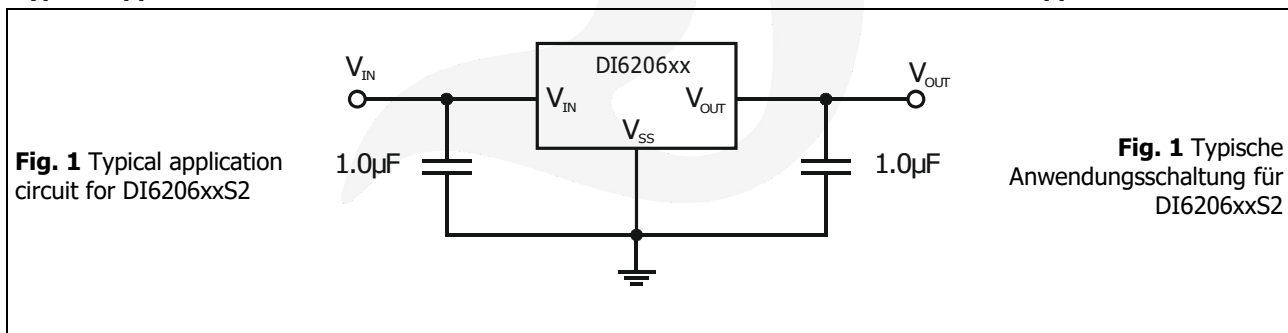 Fig. 1 Typical application
circuit for DI6206xxS2
V_IN
DI6206xx
V_IN
V_OUT
V_SS
V_OUT
1.0µF
1.0µF
Fig. 1 Typische
Anwendungsschaltung für
DI6206xxS2